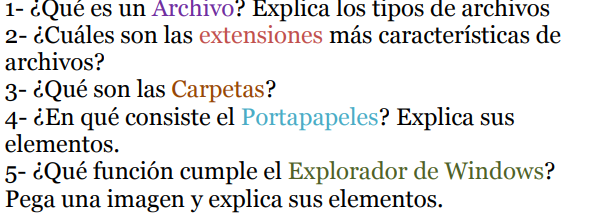 1- ¿Qué es un Archivo? Explica los tipos de archivos
2- ¿Cuáles son las extensiones más características de
archivos?
3- ¿Qué son las Carpetas?
4- ¿En qué consiste el Portapapeles? Explica sus
elementos.
5- ¿Qué función cumple el Explorador de Windows?
Pega una imagen y explica sus elementos.